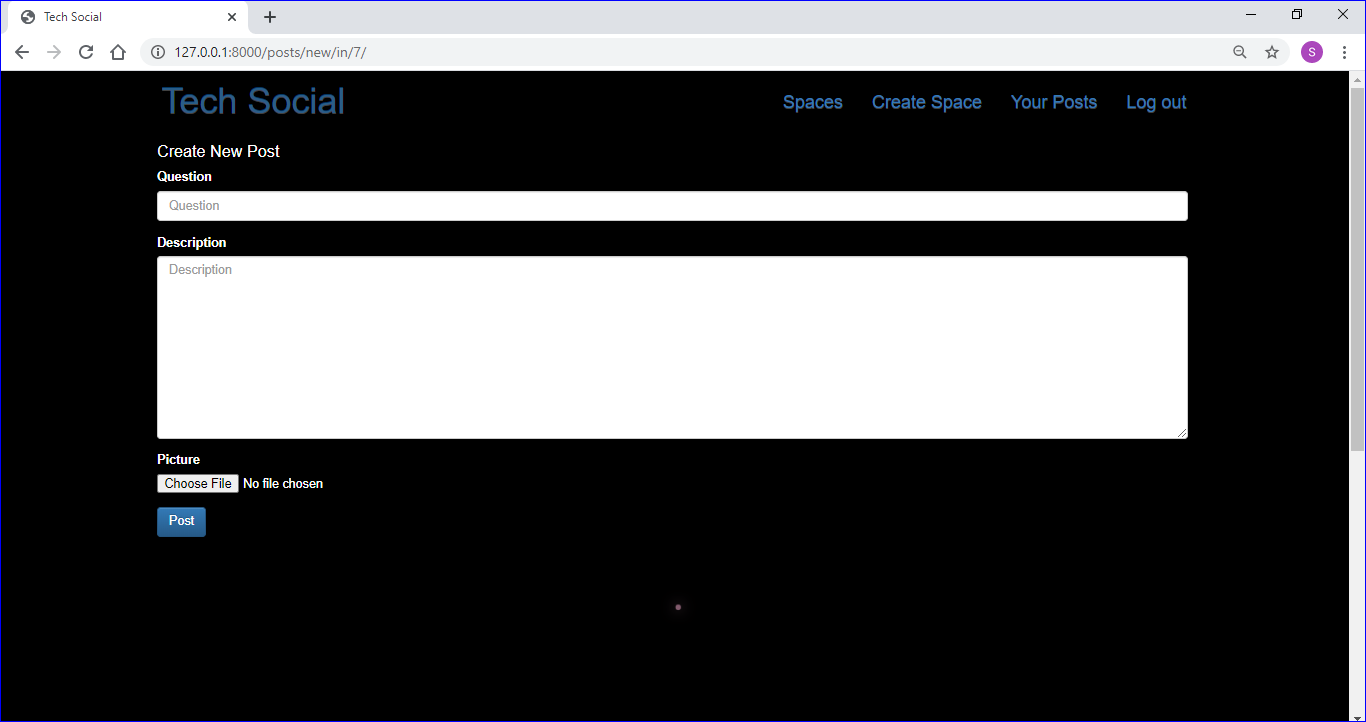 Tech Social
127.0.0.1:8000/posts/new/in/7/
S
Tech Social Spaces Create Space Your Posts Log out
Create New Post
Question
Question
Description
Description
Picture
Choose File No file chosen
Post